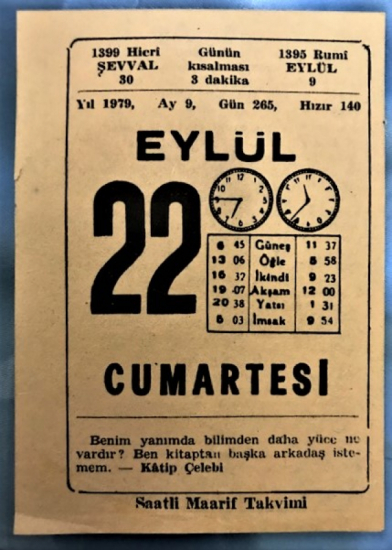 1399 Hicri Günün 1395 Rumî
ŞEVVAL kısalması EYLÜL
30 3 dakika 9
Yıl 1979, Ay 9, Gün 265, Hızır 140
EYLÜL
22
6 45 Güneş 11 37
13 06 Öğle 5 58
16 37 İkindi 9 23
19 07 Akşam 12 00
20 38 Yatsı 1 31
5 03 İmsak 9 54
CUMARTESİ
Benim yanımda bilimden daha yüce ne
vardır? Ben kitaptan başka arkadaş iste-
mem. — Kâtip Çelebi
Saatli Maarif Takvimi